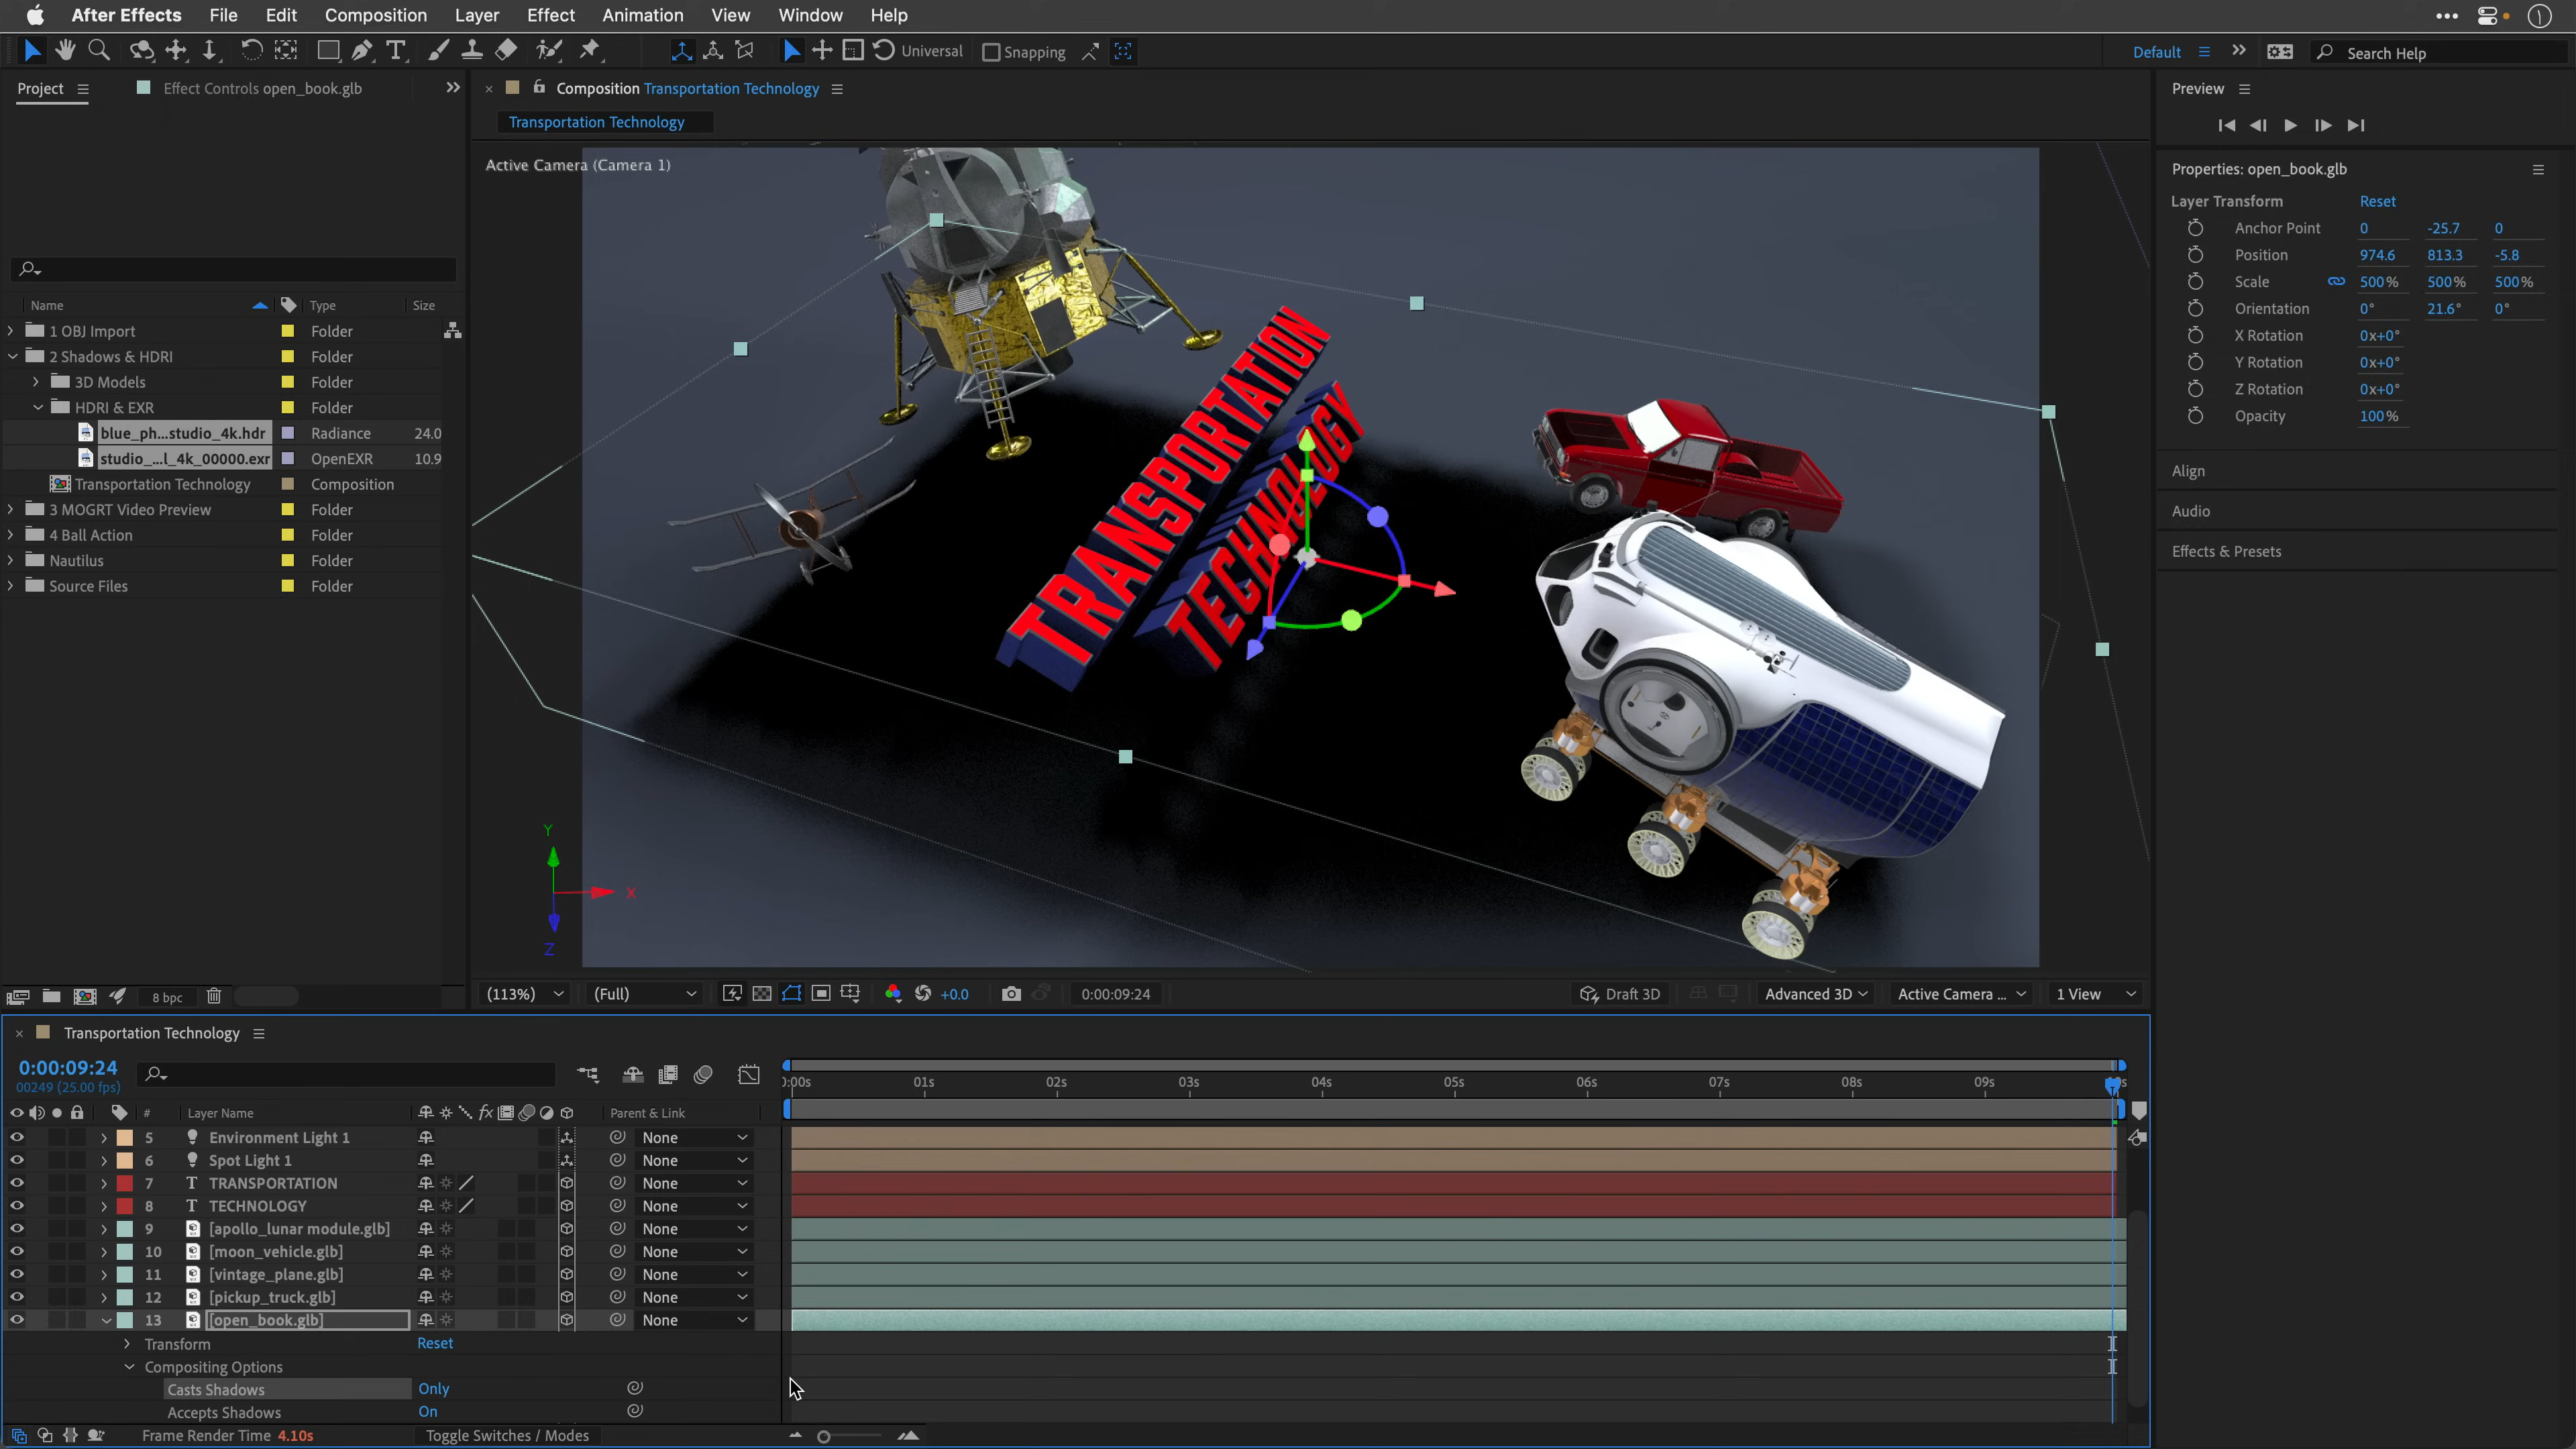 After Effects File Edit Composition Layer Effect Animation View Window Help
Universal Snapping Default Search Help
Project Effect Controls open_book.glb
Composition Transportation Technology
Preview
Transportation Technology
Active Camera (Camera 1)
Properties: open_book.glb
Layer Transform Reset
Anchor Point 0 -25.7 0
Position 974.6 813.3 -5.8
Scale 500% 500% 500%
Orientation 0° 21.6° 0°
X Rotation 0x+0°
Y Rotation 0x+0°
Z Rotation 0x+0°
Opacity 100%
Align
Audio
Effects & Presets
Name Type Size
1 OBJ Import Folder
2 Shadows & HDRI Folder
3D Models Folder
HDRI & EXR Folder
blue_ph...studio_4k.hdr Radiance 24.0
studio_...l_4k_00000.exr OpenEXR 10.9
Transportation Technology Composition
3 MOGRT Video Preview Folder
4 Ball Action Folder
Nautilus Folder
Source Files Folder
TRANSPORTATION
TECHNOLOGY
Y
X
Z
8 bpc
(113%) (Full) +0.0 0:00:09:24 Draft 3D Advanced 3D Active Camera ... 1 View
Transportation Technology
0:00:09:24
00249 (25.00 fps)
0:00s 01s 02s 03s 04s 05s 06s 07s 08s 09s
# Layer Name Parent & Link
5 Environment Light 1 None
6 Spot Light 1 None
7 T TRANSPORTATION None
8 T TECHNOLOGY None
9 [apollo_lunar module.glb] None
10 [moon_vehicle.glb] None
11 [vintage_plane.glb] None
12 [pickup_truck.glb] None
13 [open_book.glb] None
Transform Reset
Compositing Options
Casts Shadows Only
Accepts Shadows On
Frame Render Time 4.10s Toggle Switches / Modes